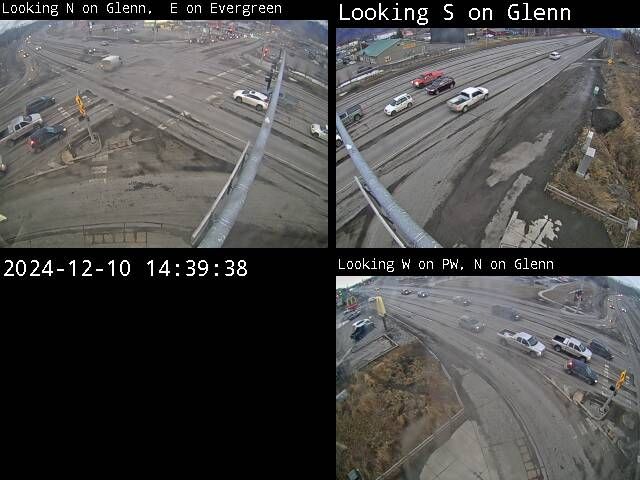 Looking N on Glenn,  E on Evergreen
Looking S on Glenn
2024-12-10 14:39:38
Looking W on PW, N on Glenn